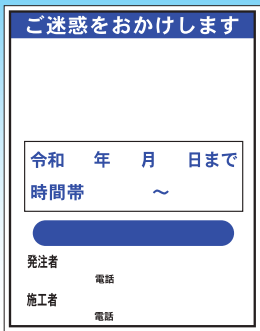 ご迷惑をおかけします
令和　年　月　日まで
時間帯　～
発注者
電話
施工者
電話